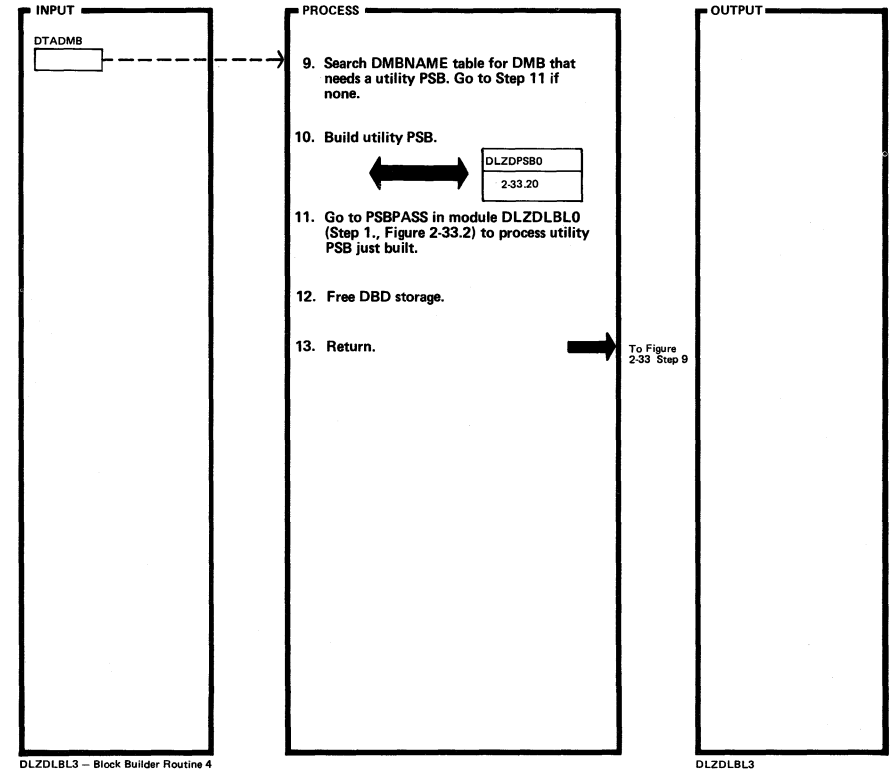 INPUT
PROCESS
OUTPUT
DTADMB
9. Search DMBNAME table for DMB that
needs a utility PSB. Go to Step 11 if
none.
10. Build utility PSB.
DLZDPSB0
2-33.20
11. Go to PSBPASS in module DLZDLBL0
(Step 1., Figure 2-33.2) to process utility
PSB just built.
12. Free DBD storage.
13. Return.
To Figure
2-33 Step 9
DLZDLBL3 — Block Builder Routine 4
DLZDLBL3